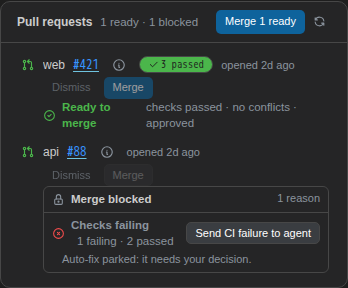 Pull requests 1 ready · 1 blocked Merge 1 ready
web #421 3 passed opened 2d ago
Dismiss Merge
Ready to merge checks passed · no conflicts · approved
api #88 opened 2d ago
Dismiss Merge
Merge blocked 1 reason
Checks failing
1 failing · 2 passed
Send CI failure to agent
Auto-fix parked: it needs your decision.